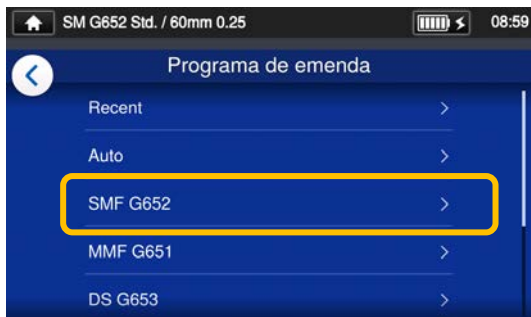 SM G652 Std. / 60mm 0.25 08:59
Programa de emenda
Recent
Auto
SMF G652
MMF G651
DS G653